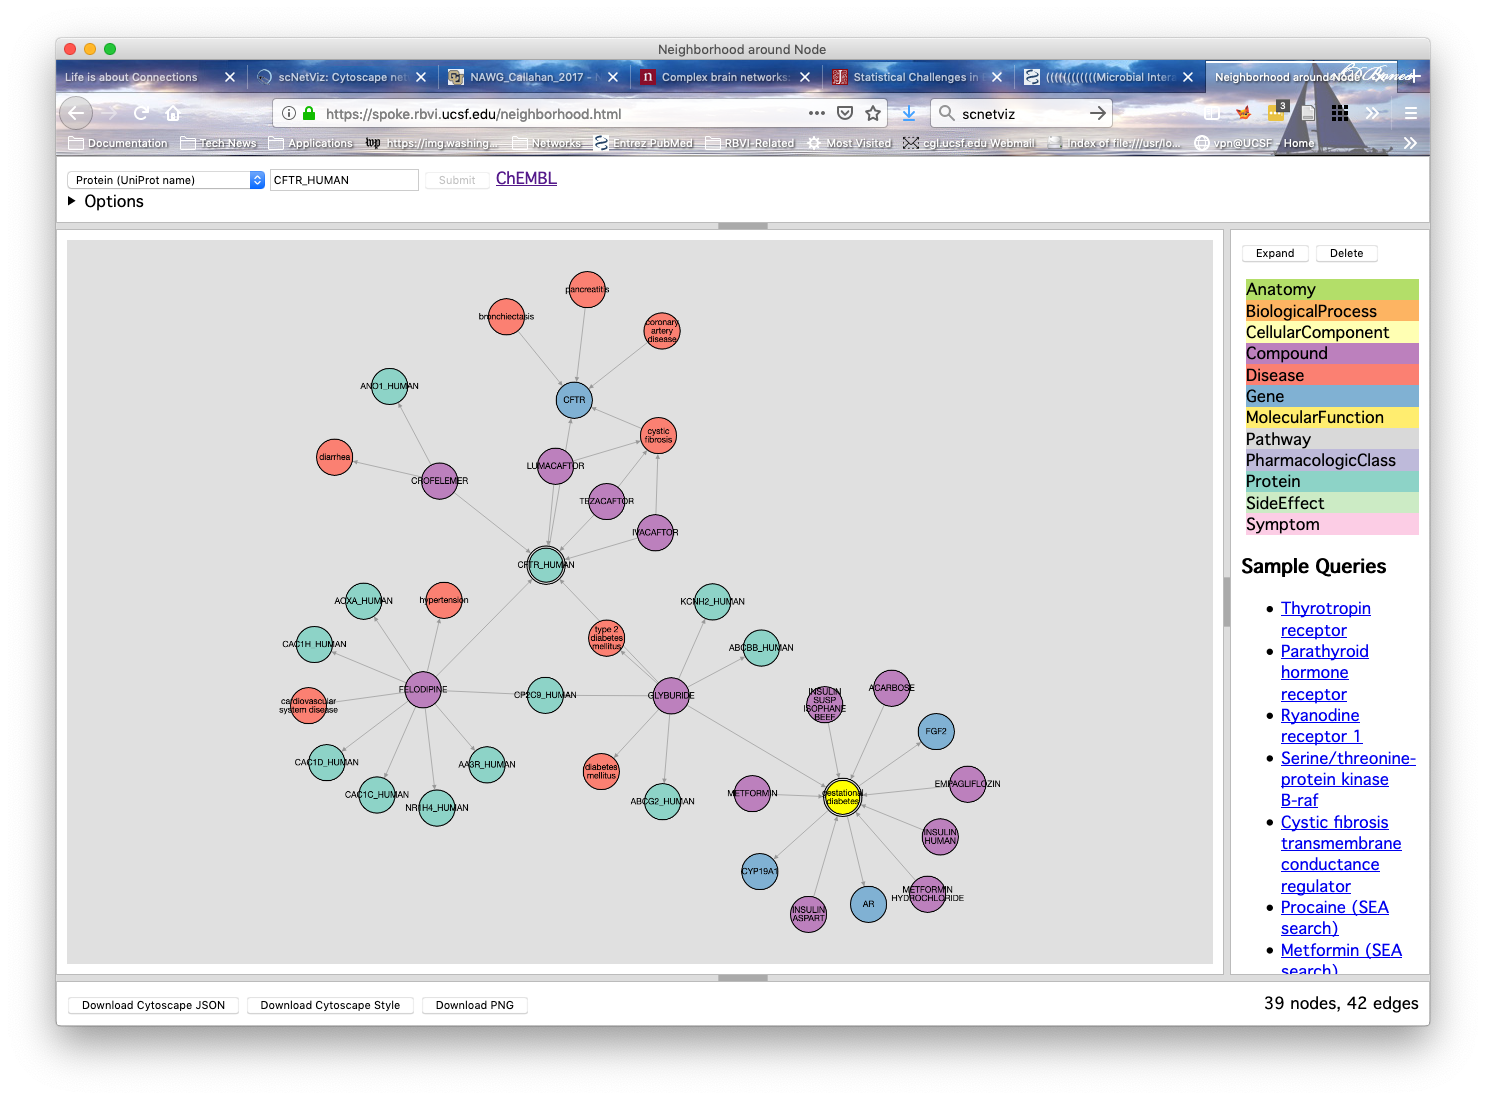 Neighborhood around Node
Life is about Connections
scNetViz: Cytoscape net
NAWG_Callahan_2017 -
Complex brain networks:
Statistical Challenges in
((((((((((((Microbial Intera
Neighborhood around Node
https://spoke.rbvi.ucsf.edu/neighborhood.html
scnetviz
3
Documentation
Tech News
Applications
https://img.washing...
Networks
Entrez PubMed
RBVI-Related
Most Visited
cgl.ucsf.edu Webmail
Index of file:///usr/lo...
vpn@UCSF - Home
Protein (UniProt name)
CFTR_HUMAN
Submit
ChEMBL
Options
Expand
Delete
Anatomy
BiologicalProcess
CellularComponent
Compound
Disease
Gene
MolecularFunction
Pathway
PharmacologicClass
Protein
SideEffect
Symptom
Sample Queries
Thyrotropin
receptor
Parathyroid
hormone
receptor
Ryanodine
receptor 1
Serine/threonine-
protein kinase
B-raf
Cystic fibrosis
transmembrane
conductance
regulator
Procaine (SEA
search)
Metformin (SEA
search)
pancreatitis
bronchiectasis
coronary
artery
disease
ANO1_HUMAN
CFTR
cystic
fibrosis
diarrhea
LUMACAFTOR
CROFELEMER
TEZACAFTOR
IVACAFTOR
CFTR_HUMAN
AOXA_HUMAN
hypertension
KCNH2_HUMAN
CAC1H_HUMAN
type 2
diabetes
mellitus
ABCBB_HUMAN
FELODIPINE
CP2C9_HUMAN
GLYBURIDE
INSULIN
SUSP
ISOPHANE
BEEF
ACARBOSE
cardiovascular
system disease
FGF2
CAC1D_HUMAN
AA3R_HUMAN
diabetes
mellitus
EMPAGLIFLOZIN
CAC1C_HUMAN
NR1H4_HUMAN
ABCG2_HUMAN
METFORMIN
gestational
diabetes
INSULIN
HUMAN
CYP19A1
METFORMIN
HYDROCHLORIDE
INSULIN
ASPART
AR
Download Cytoscape JSON
Download Cytoscape Style
Download PNG
39 nodes, 42 edges